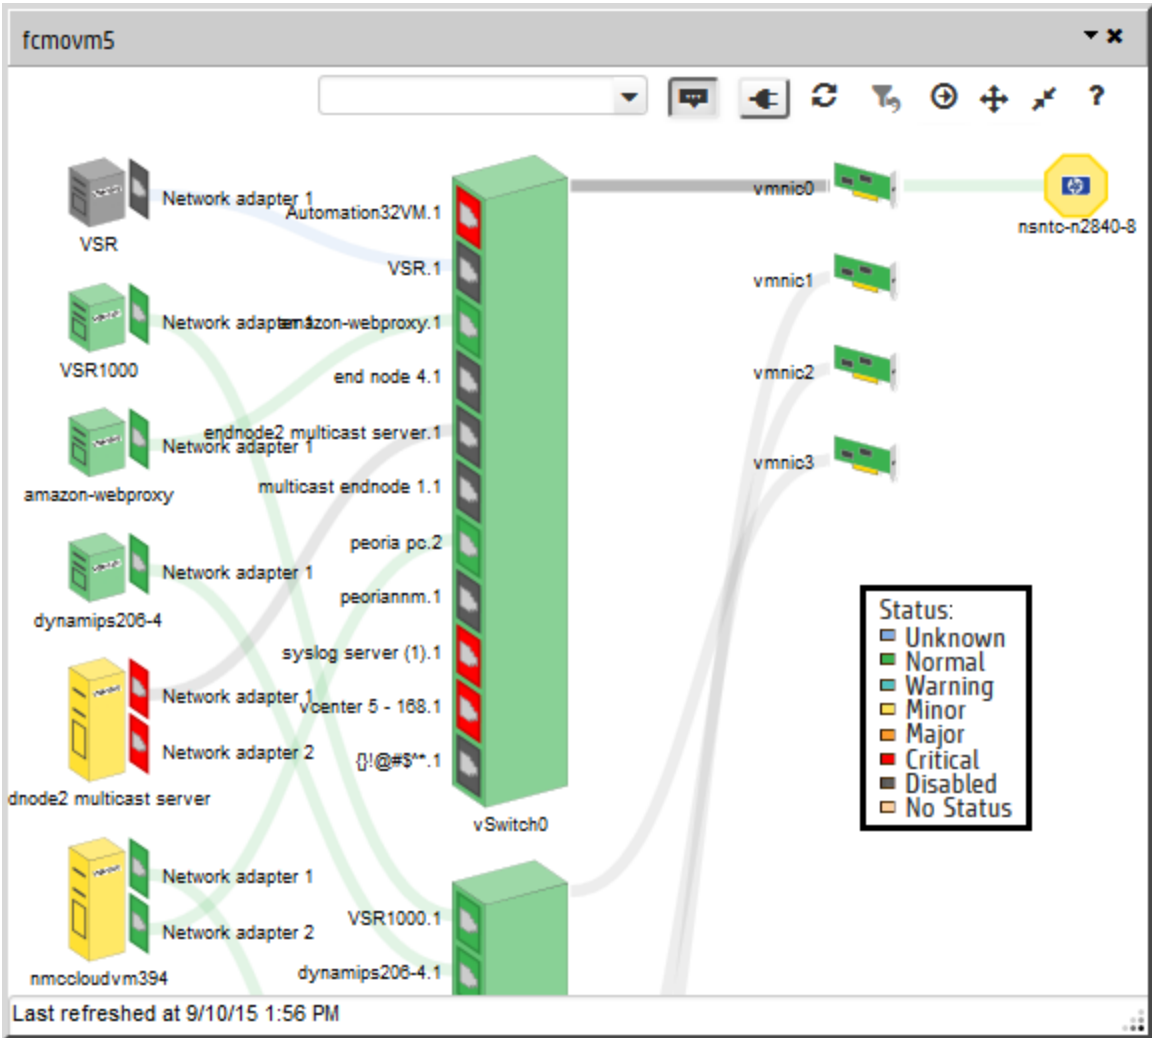 fcmovm5
?
Network adapter 1
VSR
Automation32VM.1
VSR.1
vmnic0
nsntc-n2840-8
Network adapter 1
VSR1000
amazon-webproxy.1
vmnic1
end node 4.1
vmnic2
endnode2 multicast server.1
Network adapter 1
amazon-webproxy
vmnic3
multicast endnode 1.1
peoria pc.2
Network adapter 1
dynamips206-4
peoriannm.1
syslog server (1).1
Network adapter 1
vcenter 5 - 168.1
Network adapter 2
{}!@#$^*.1
dnode2 multicast server
vSwitch0
Status:
Unknown
Normal
Warning
Minor
Major
Critical
Disabled
No Status
Network adapter 1
Network adapter 2
nmccloudvm394
VSR1000.1
dynamips206-4.1
Last refreshed at 9/10/15 1:56 PM